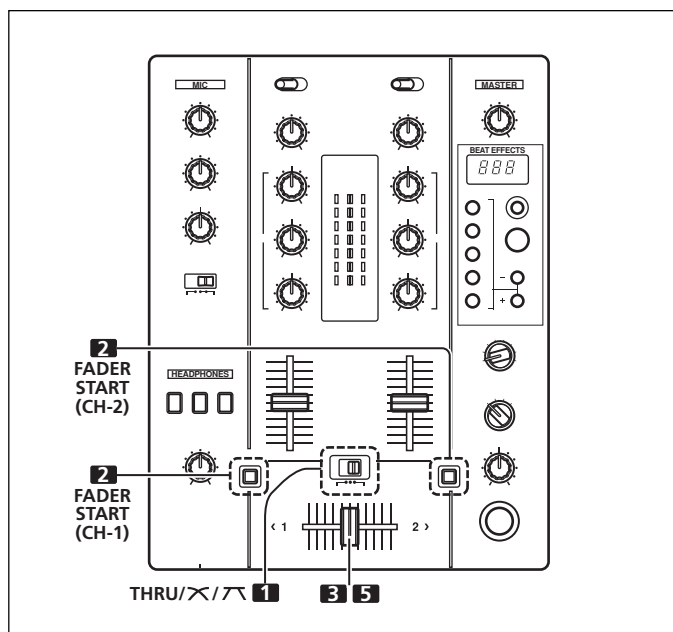 MIC
MASTER
BEAT EFFECTS
888
−
+
2
FADER
START
(CH-2)
HEADPHONES
2
FADER
START
(CH-1)
‹ 1
2 ›
THRU/ 1
3 5